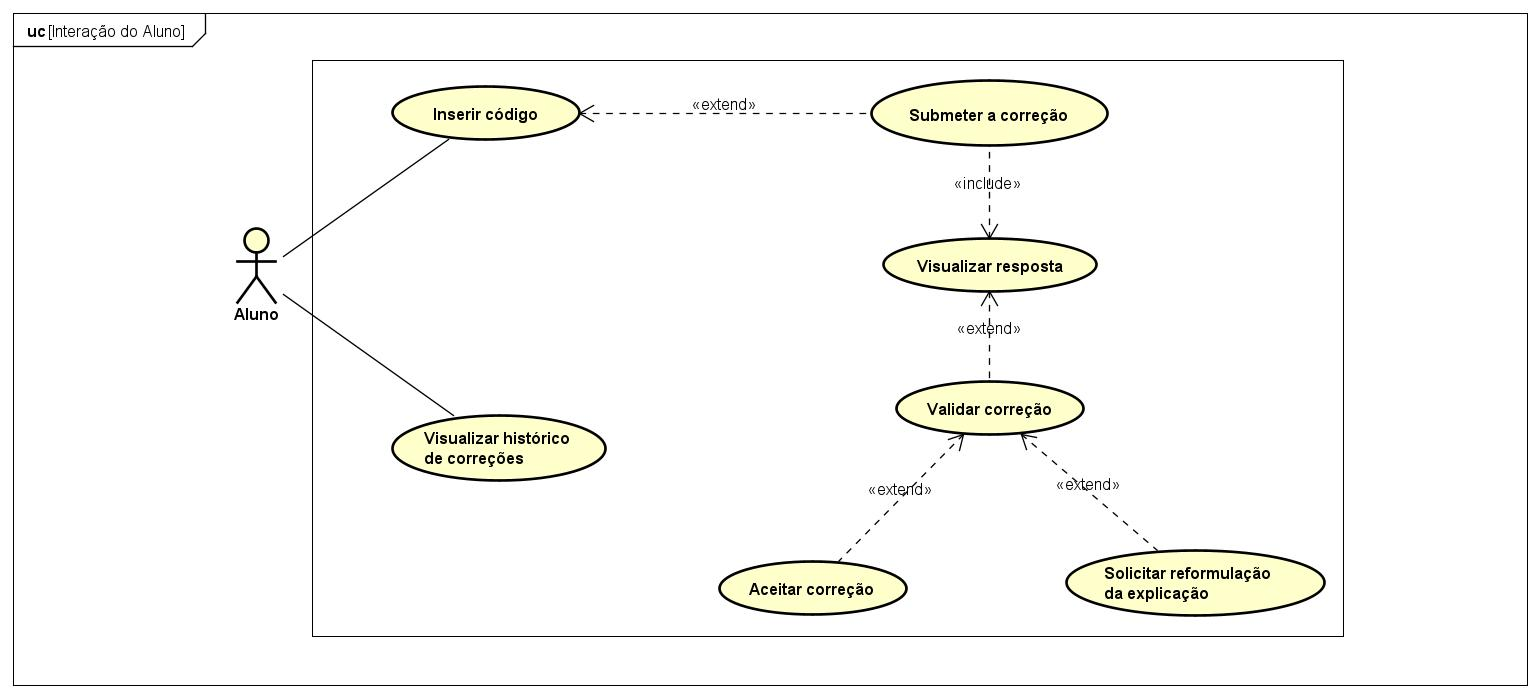 uc [Interação do Aluno]
Inserir código
«extend»
Submeter a correção
«include»
Visualizar resposta
Aluno
«extend»
Validar correção
Visualizar histórico
de correções
«extend»
«extend»
Aceitar correção
Solicitar reformulação
da explicação